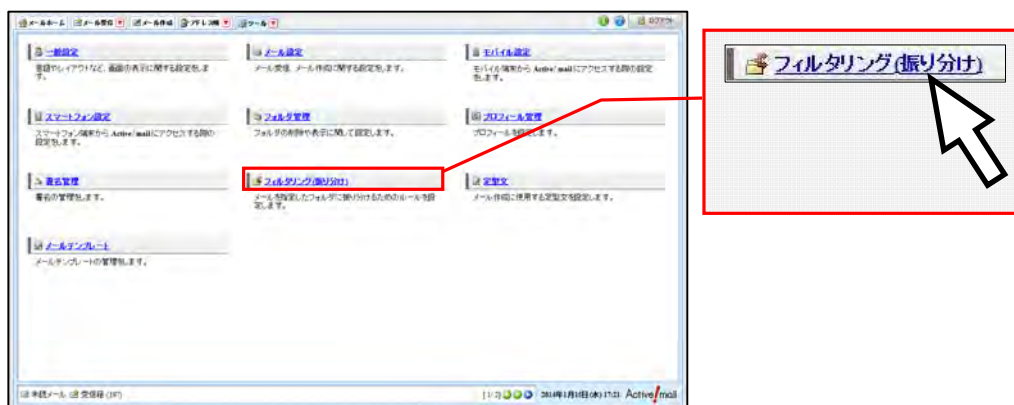 メールホーム メール受信 メール作成 アドレス帳 ツール ログアウト
一般設定 メール設定 モバイル設定
言語やレイアウトなど、画面の表示に関する設定をします。
メール受信、メール作成に関する設定をします。
モバイル端末から Active! mailにアクセスする際の設定をします。
スマートフォン設定 フォルダ管理 プロフィール管理
スマートフォン端末から Active! mailにアクセスする際の設定をします。
フォルダの削除や表示に関して設定します。
プロフィールを設定します。
署名管理 フィルタリング(振り分け) 定型文
署名の管理をします。
メールを指定したフォルダに振り分けるためのルールを設定します。
メール作成に使用する定型文を設定します。
メールテンプレート
メールテンプレートの管理をします。
未読メール 受信箱 (187)
[1/2] 17:21 Active! mail
フィルタリング(振り分け)